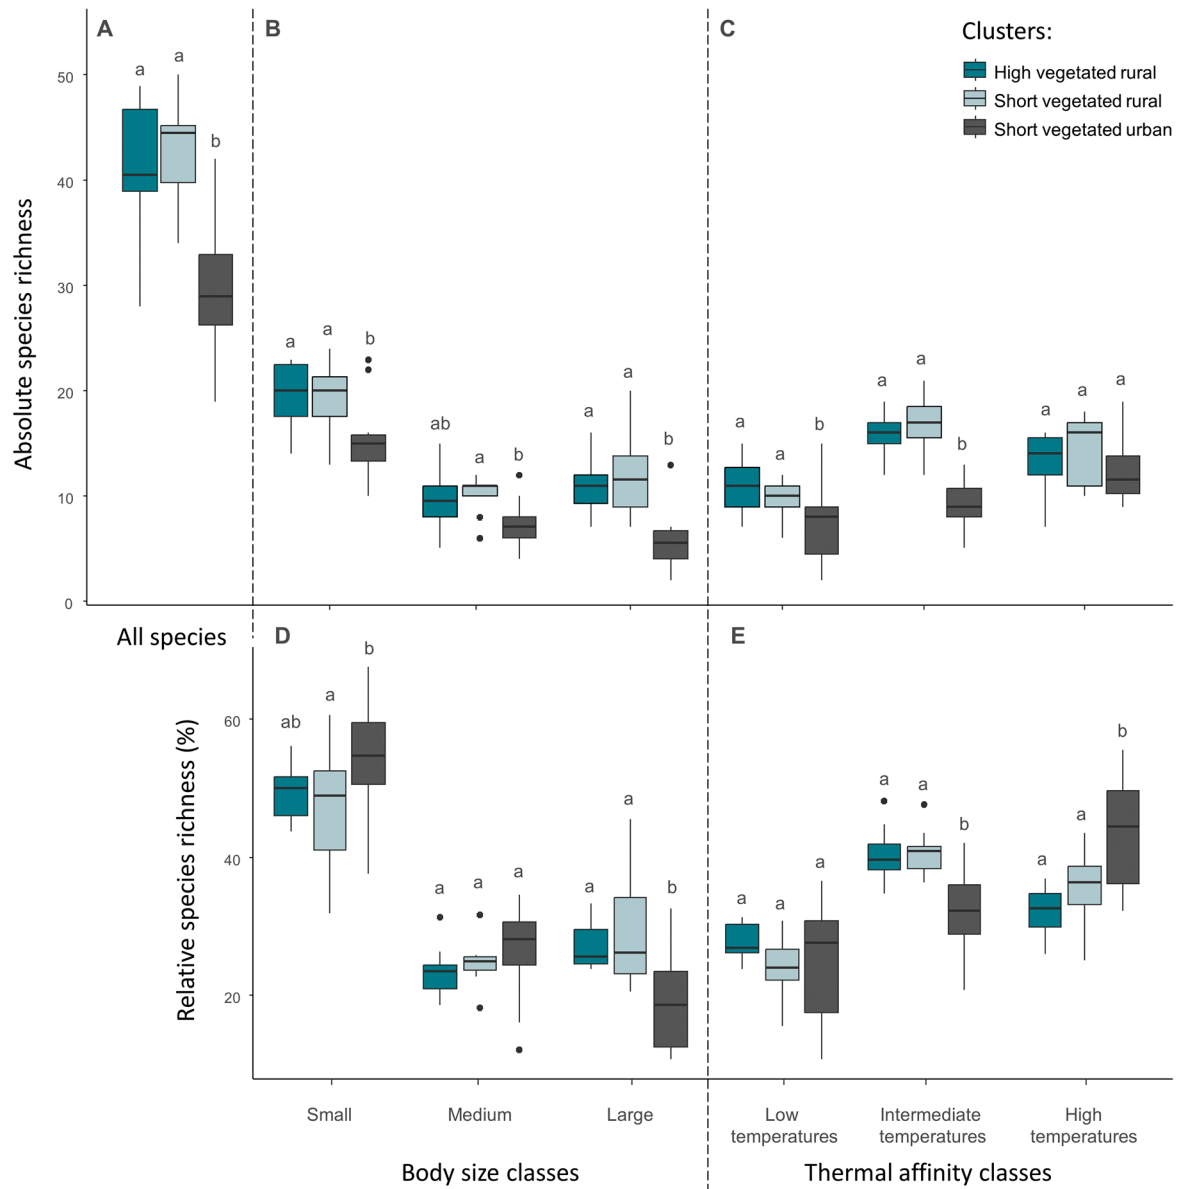 A
B
C
Clusters:
High vegetated rural
Short vegetated rural
Short vegetated urban
Absolute species richness
50
40
30
20
10
0
a
a
b
a
a
b
ab
a
b
a
a
b
a
a
b
a
a
b
a
a
a
All species
D
E
Relative species richness (%)
60
40
20
ab
a
b
a
a
a
a
a
b
a
a
a
a
a
b
a
a
b
Small
Medium
Large
Low
temperatures
Intermediate
temperatures
High
temperatures
Body size classes
Thermal affinity classes